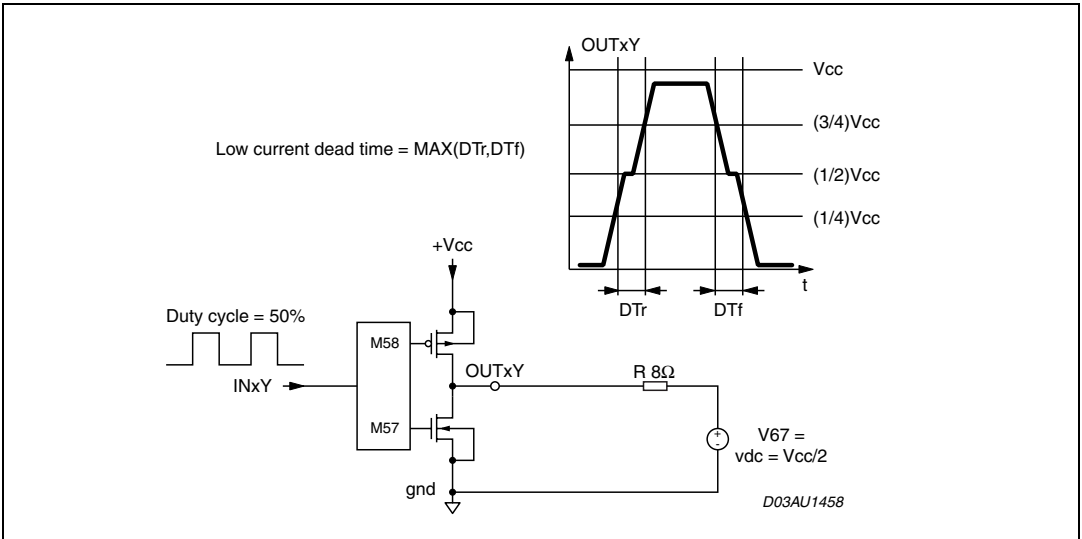 OUTxY
Vcc
(3/4)Vcc
Low current dead time = MAX(DTr,DTf)
(1/2)Vcc
(1/4)Vcc
+Vcc
t
DTr
DTf
Duty cycle = 50%
M58
OUTxY
R 8Ω
INxY
M57
+
-
V67 =
vdc = Vcc/2
gnd
D03AU1458